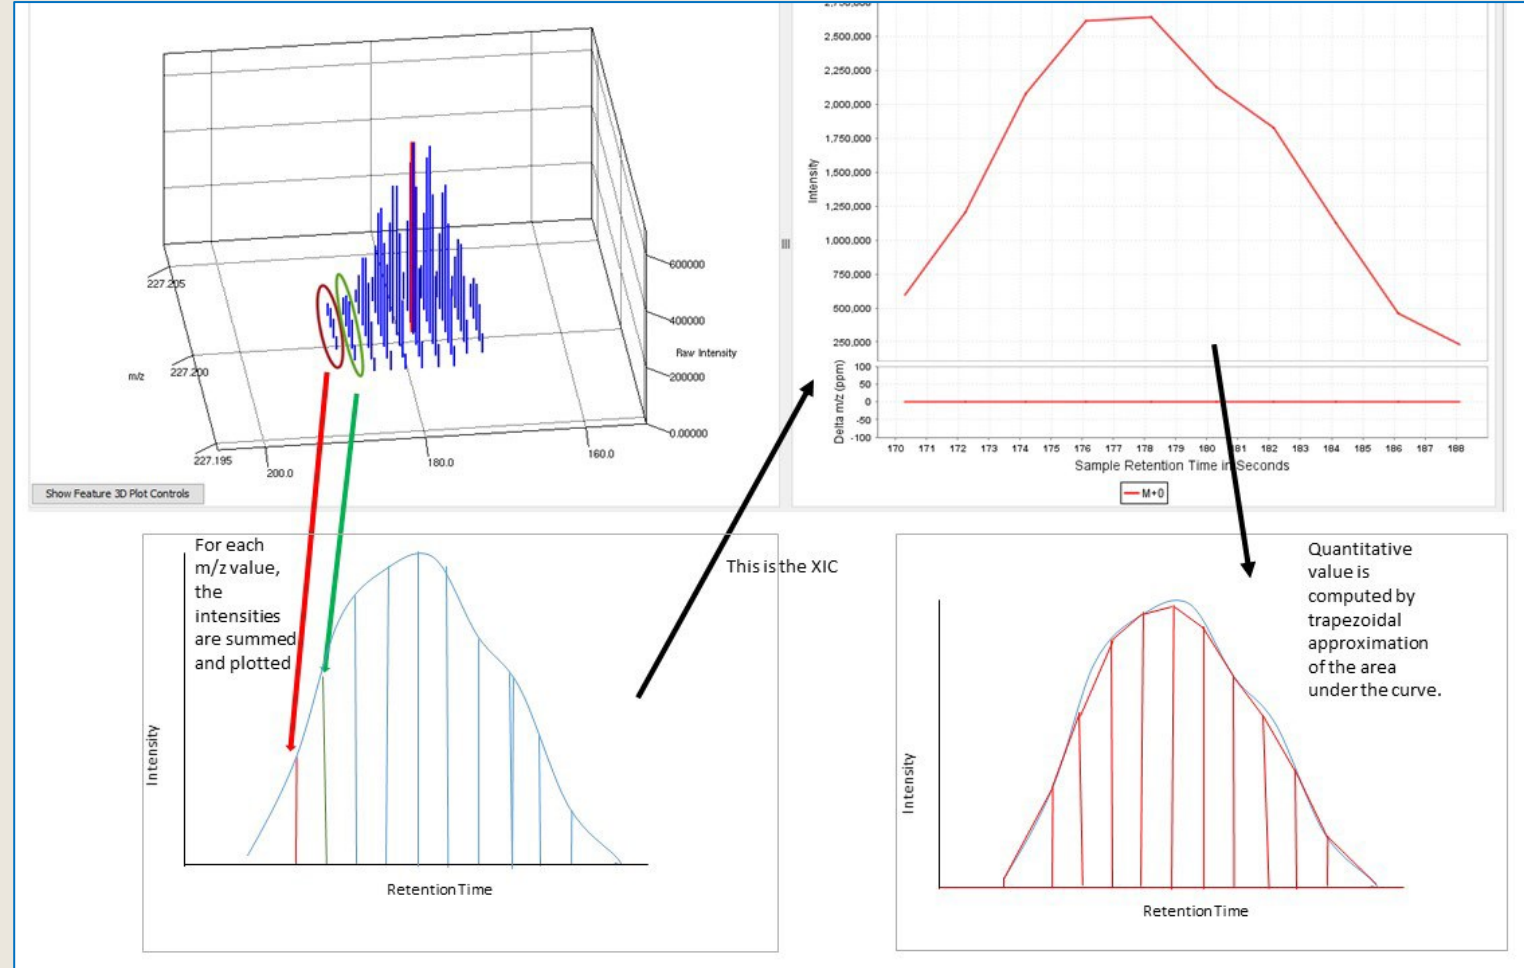 227.205
m/z
227.200
227.195
200.0
180.0
160.0
600000
400000
Raw Intensity
200000
0.00000
Show Feature 3D Plot Controls
2,500,000
2,250,000
2,000,000
1,750,000
1,500,000
1,250,000
1,000,000
750,000
500,000
250,000
Intensity
100
50
0
-50
-100
Delta m/z (ppm)
170 171 172 173 174 175 176 177 178 179 180 181 182 183 184 185 186 187 188
Sample Retention Time in Seconds
M+0
For each
m/z value,
the
intensities
are summed
and plotted
Intensity
Retention Time
This is the XIC
Quantitative
value is
computed by
trapezoidal
approximation
of the area
under the curve.
Intensity
Retention Time